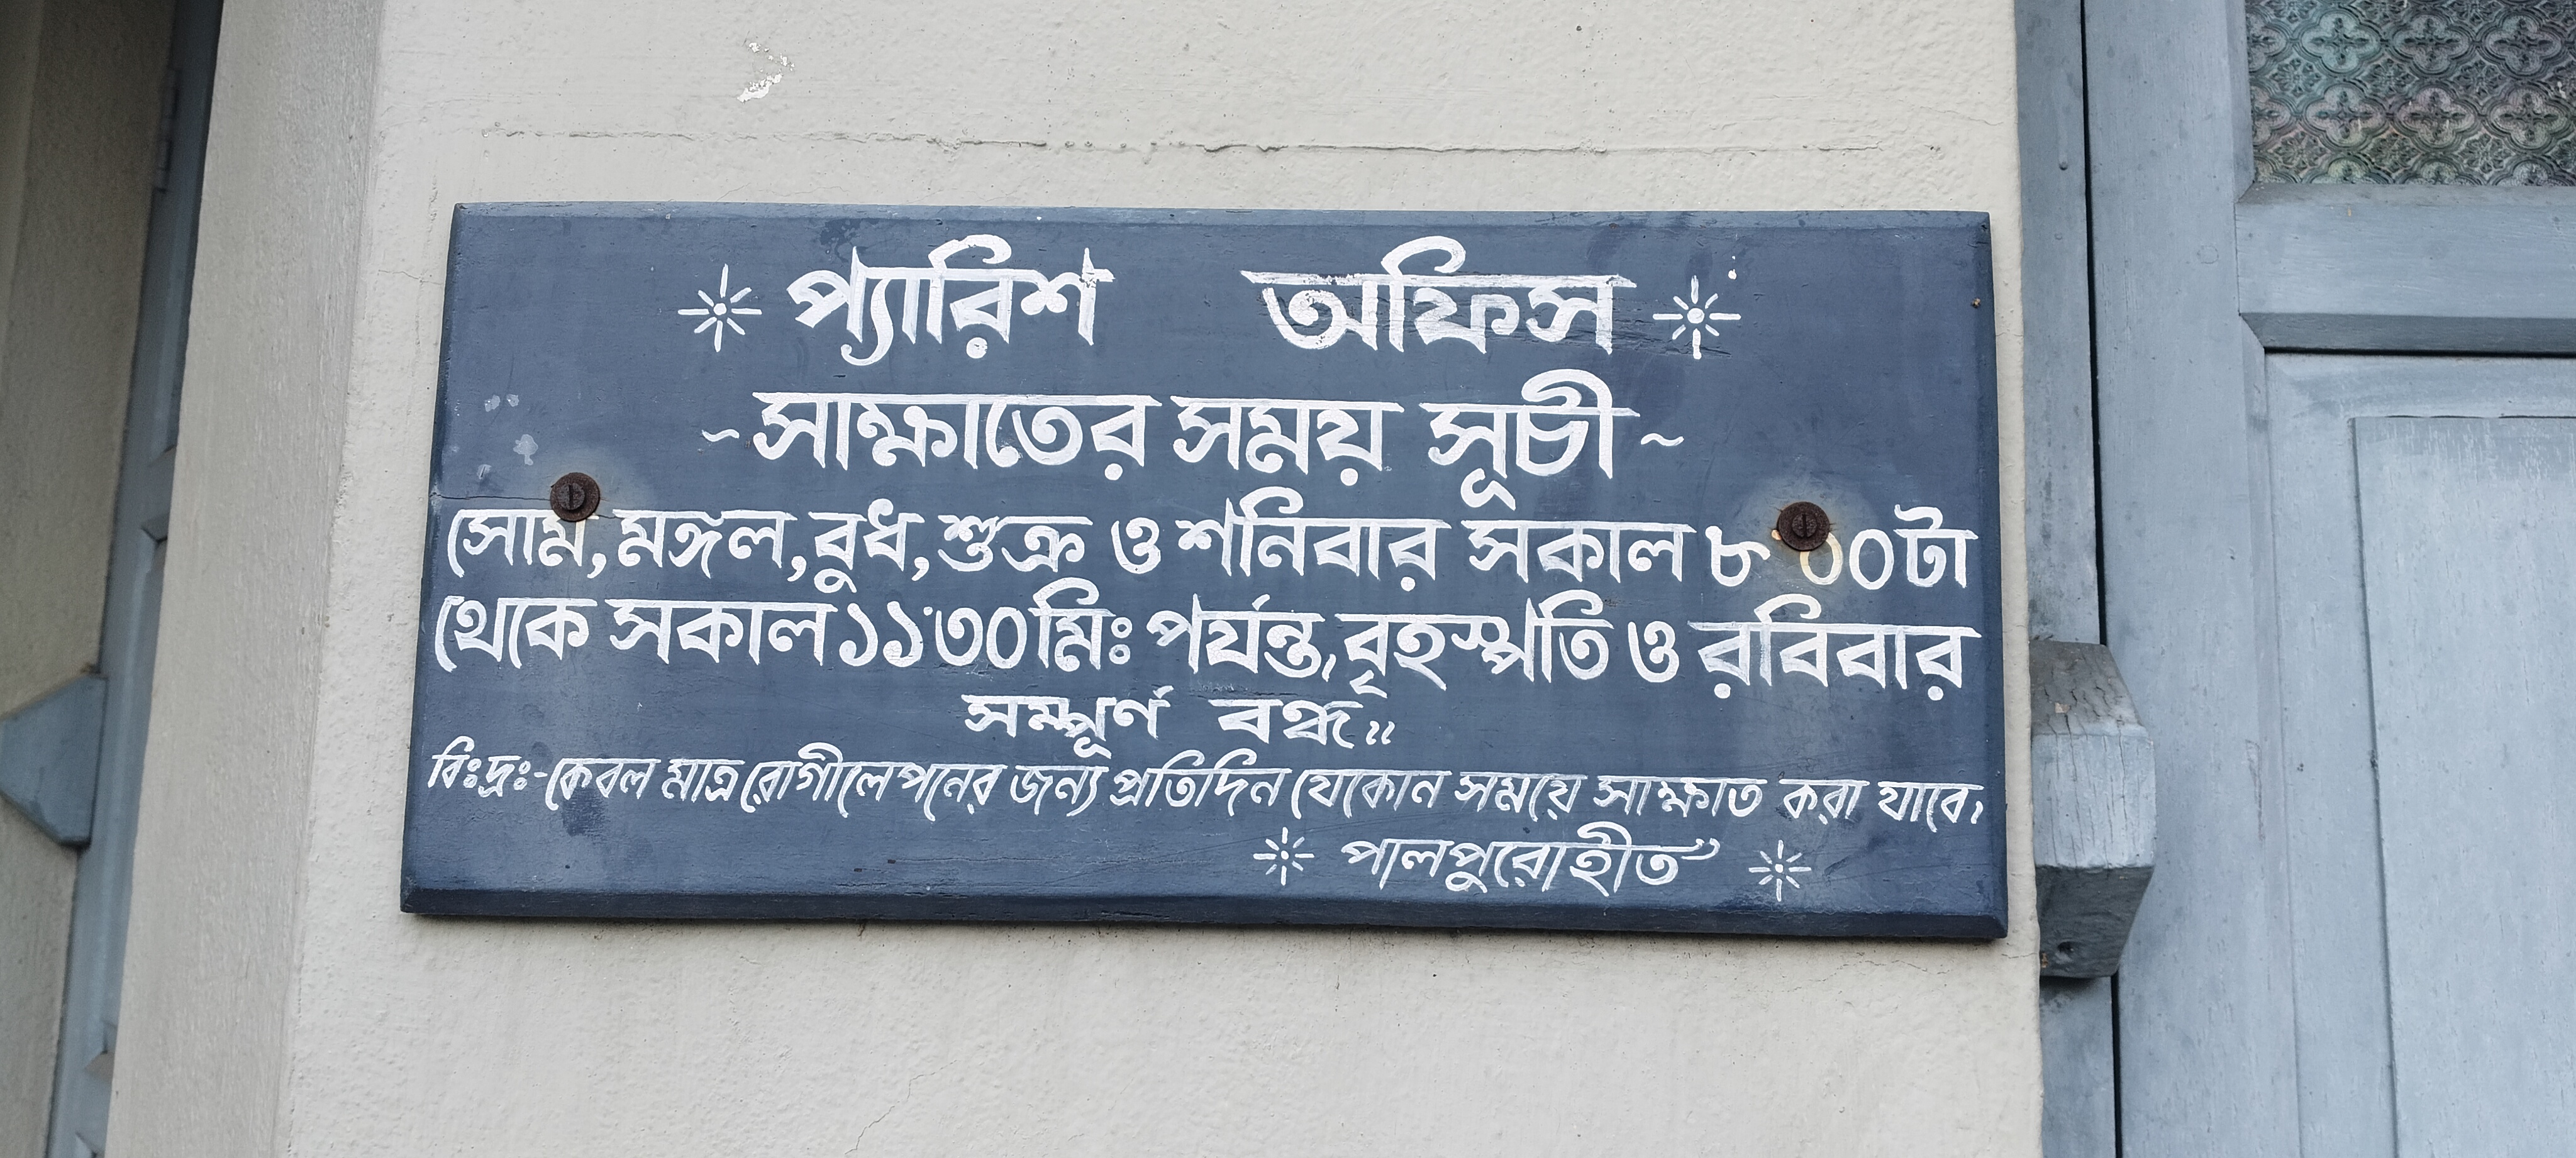 প্যারিশ অফিস
~সাক্ষাতের সময় সূচী~
সোম, মঙ্গল, বুধ, শুক্র ও শনিবার সকাল ৮·০০টা
থেকে সকাল ১১·৩০মিঃ পর্যন্ত, বৃহস্পতি ও রবিবার
সম্পূর্ণ বন্ধ॥
বিঃদ্রঃ-কেবল মাত্র রোগীলেপনের জন্য প্রতিদিন যেকোন সময়ে সাক্ষাত করা যাবে,
পালপুরোহীত